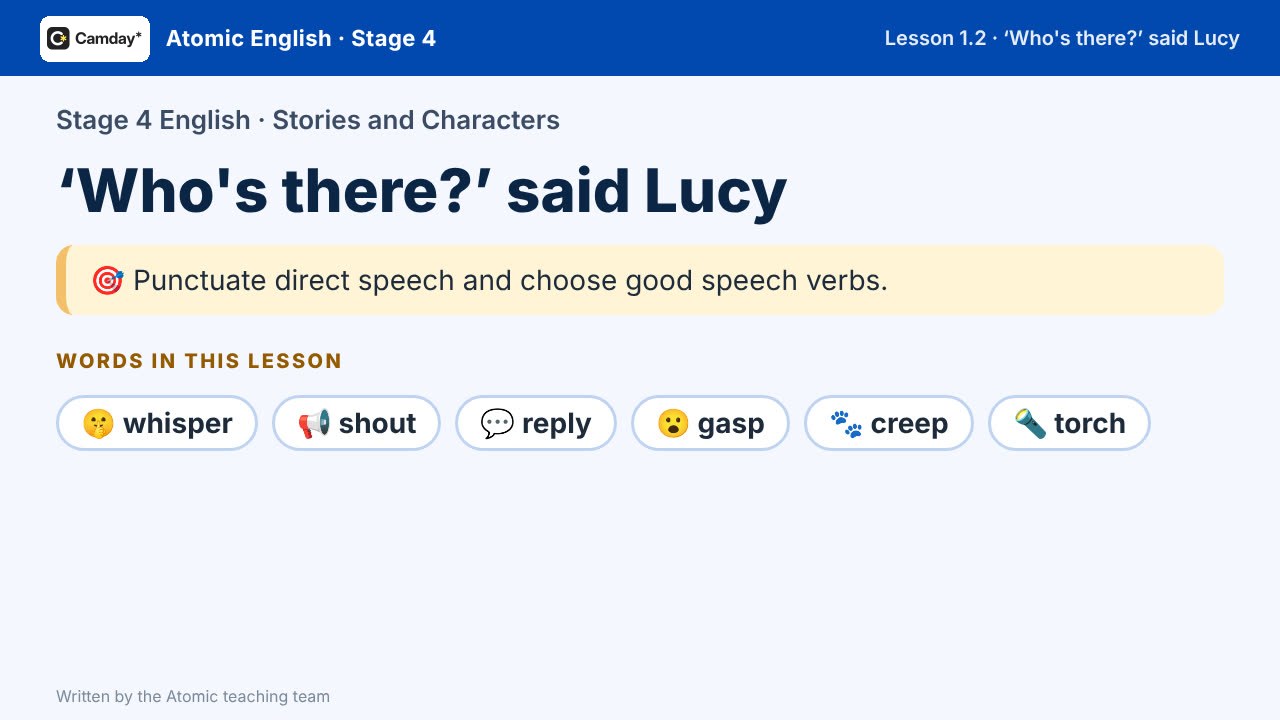 Camday*
Atomic English · Stage 4
Lesson 1.2 · ‘Who's there?’ said Lucy
Stage 4 English · Stories and Characters
‘Who's there?’ said Lucy
🎯 Punctuate direct speech and choose good speech verbs.
WORDS IN THIS LESSON
🤫 whisper 📢 shout 💬 reply 😮 gasp 🐾 creep 🔦 torch
Written by the Atomic teaching team